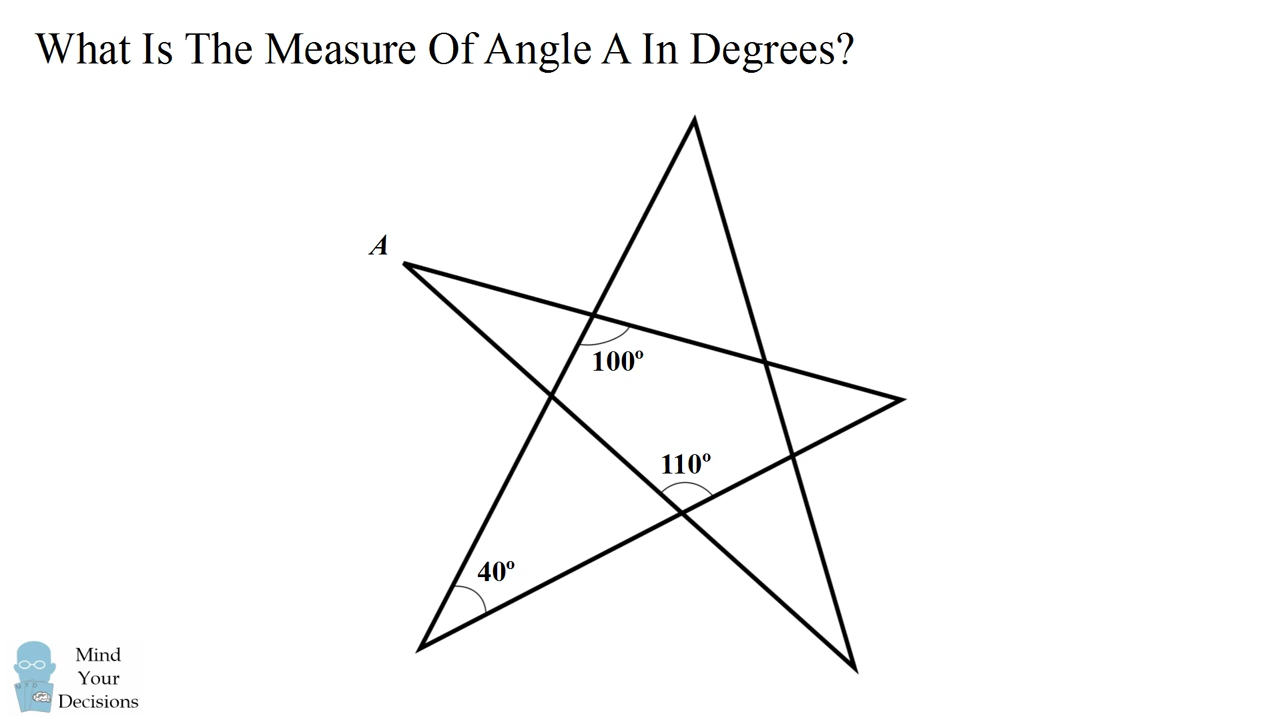 What Is The Measure Of Angle A In Degrees?
A
100º
110º
40º
Mind
Your
Decisions